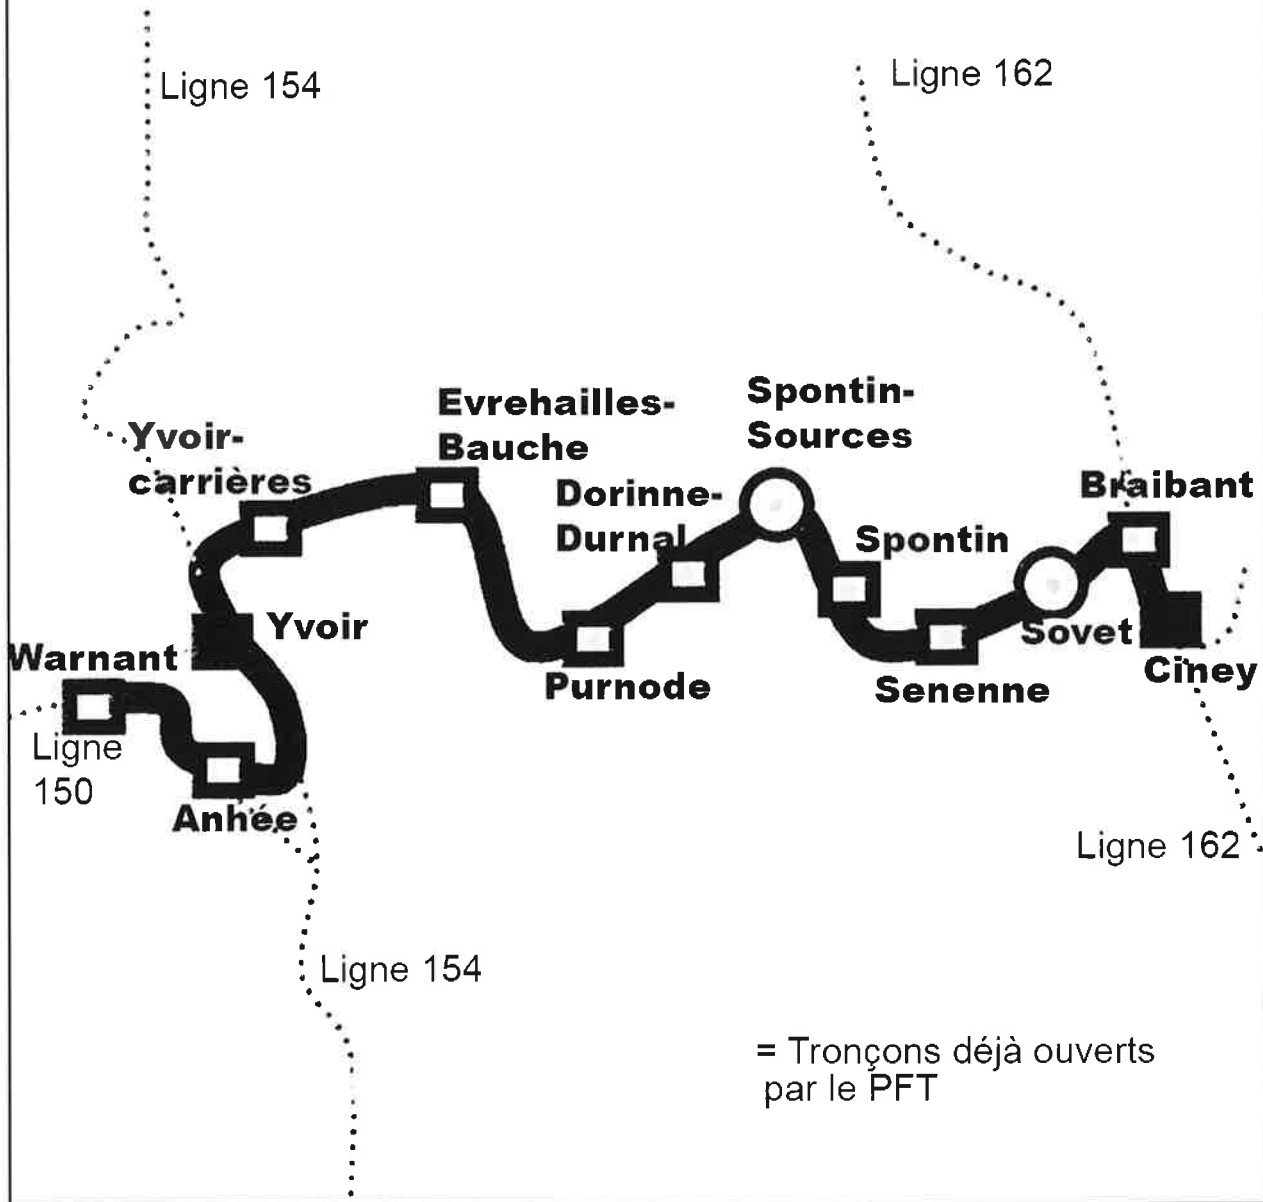 Ligne 154
Ligne 162
Evrehailles-
Bauche
Spontin-
Sources
Yvoir-
carrières
Dorinne-
Durnal
Braibant
Spontin
Yvoir
Sovet
Warnant
Ciney
Purnode
Senenne
Ligne
150
Anhée
Ligne 162
Ligne 154
= Tronçons déjà ouverts
par le PFT